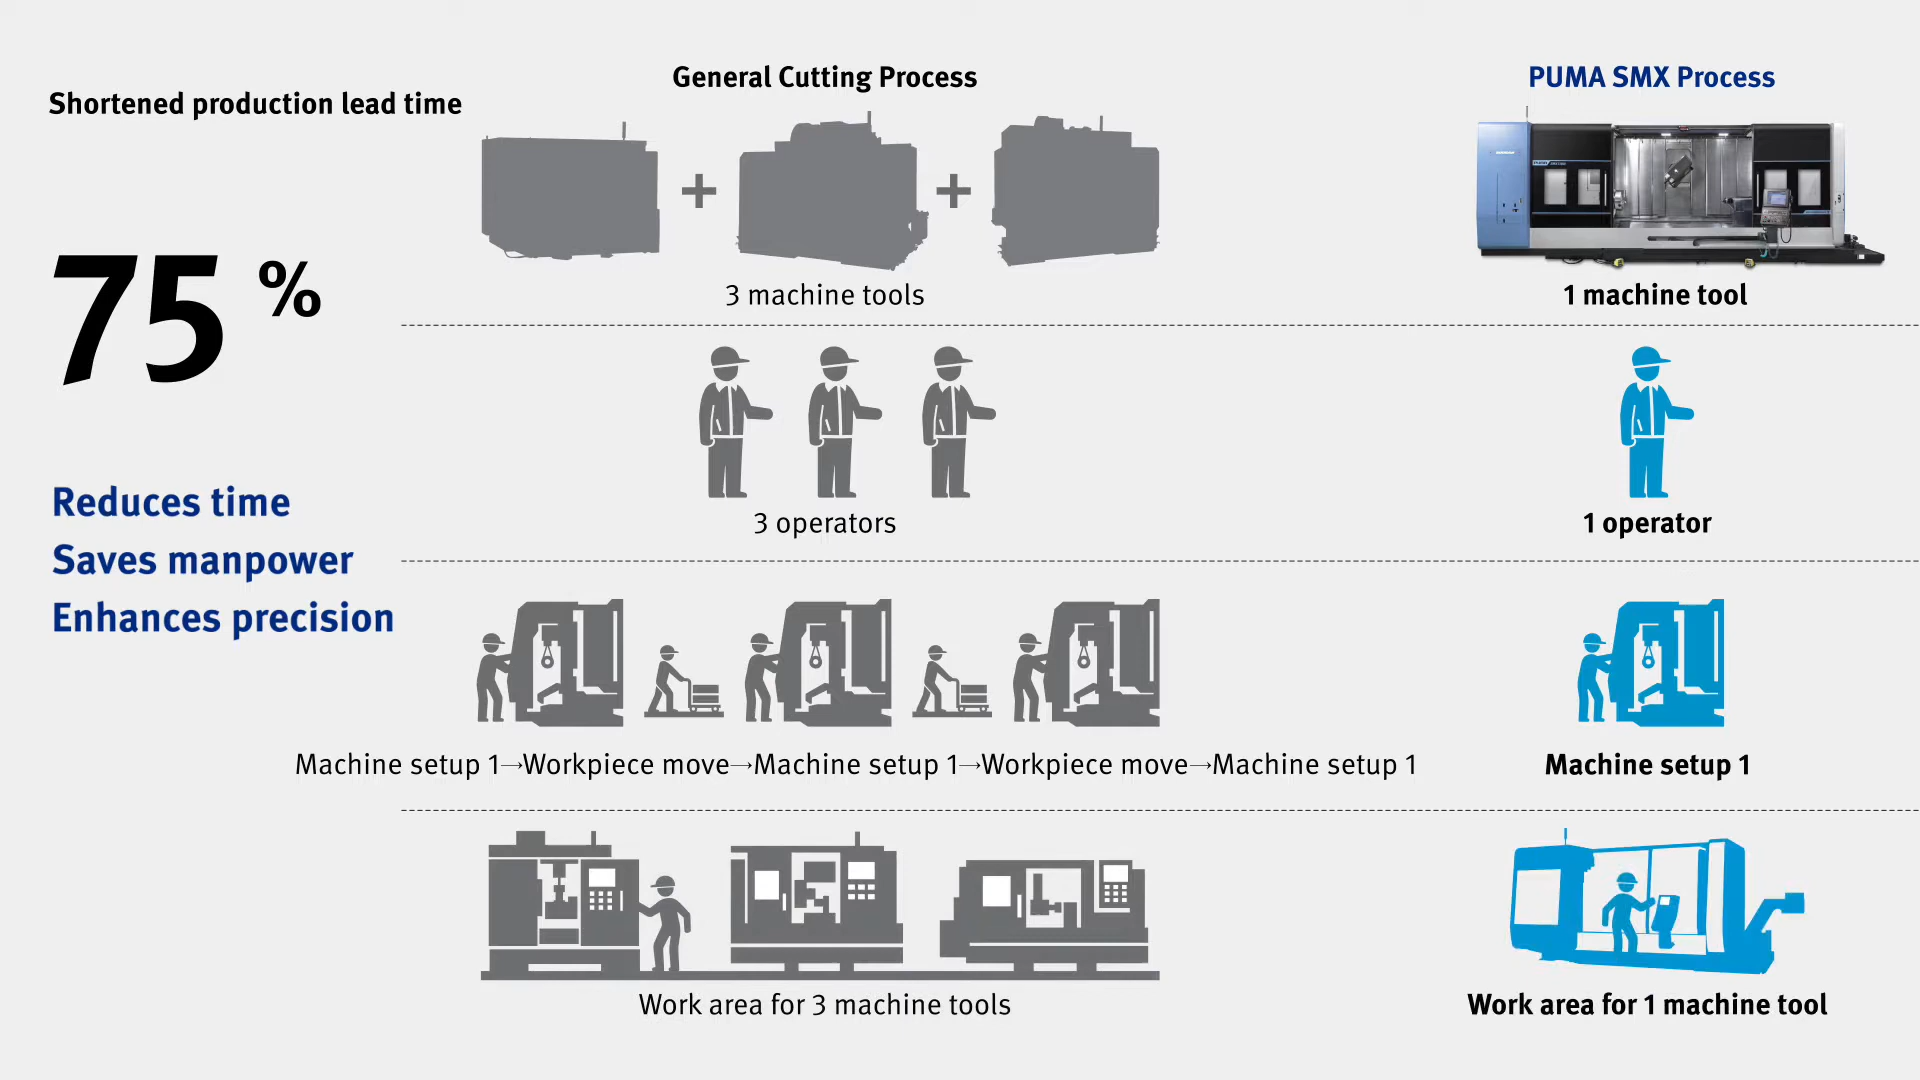 Shortened production lead time
75 %
Reduces time
Saves manpower
Enhances precision
General Cutting Process
PUMA SMX Process
3 machine tools
1 machine tool
3 operators
1 operator
Machine setup 1→Workpiece move→Machine setup 1→Workpiece move→Machine setup 1
Machine setup 1
Work area for 3 machine tools
Work area for 1 machine tool